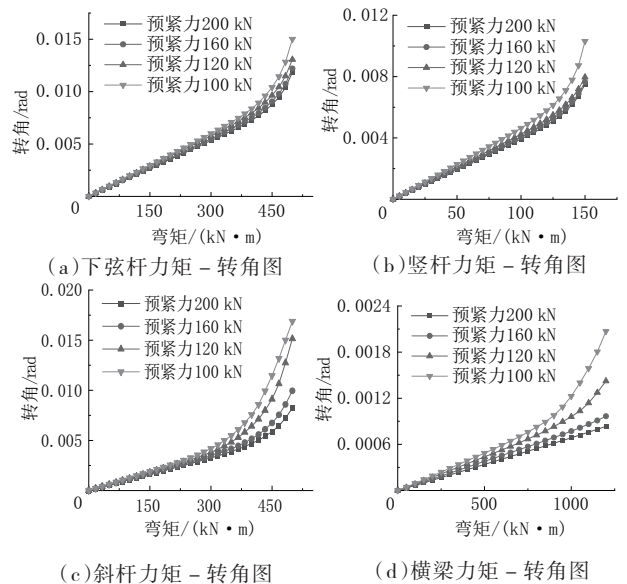 预紧力200 kN
预紧力160 kN
预紧力120 kN
预紧力100 kN
0.015
0.010
0.005
转角/rad
150
300
450
弯矩/(kN·m)
(a)下弦杆力矩－转角图
预紧力200 kN
预紧力160 kN
预紧力120 kN
预紧力100 kN
0.012
0.008
0.004
转角/rad
50
100
150
弯矩/(kN·m)
(b)竖杆力矩－转角图
预紧力200 kN
预紧力160 kN
预紧力120 kN
预紧力100 kN
0.020
0.015
0.010
0.005
0.000
转角/rad
0
150
300
450
弯矩/(kN·m)
(c)斜杆力矩－转角图
预紧力200 kN
预紧力160 kN
预紧力120 kN
预紧力100 kN
0.0024
0.0018
0.0012
0.0006
转角/rad
0
500
1000
弯矩/(kN·m)
(d)横梁力矩－转角图